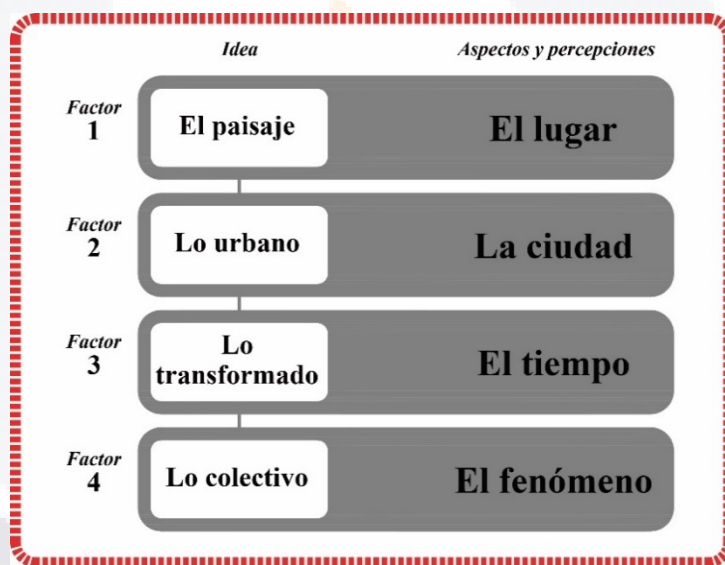 Idea
Aspectos y percepciones
Factor
1
El paisaje
El lugar
Factor
2
Lo urbano
La ciudad
Factor
3
Lo
transformado
El tiempo
Factor
4
Lo colectivo
El fenómeno